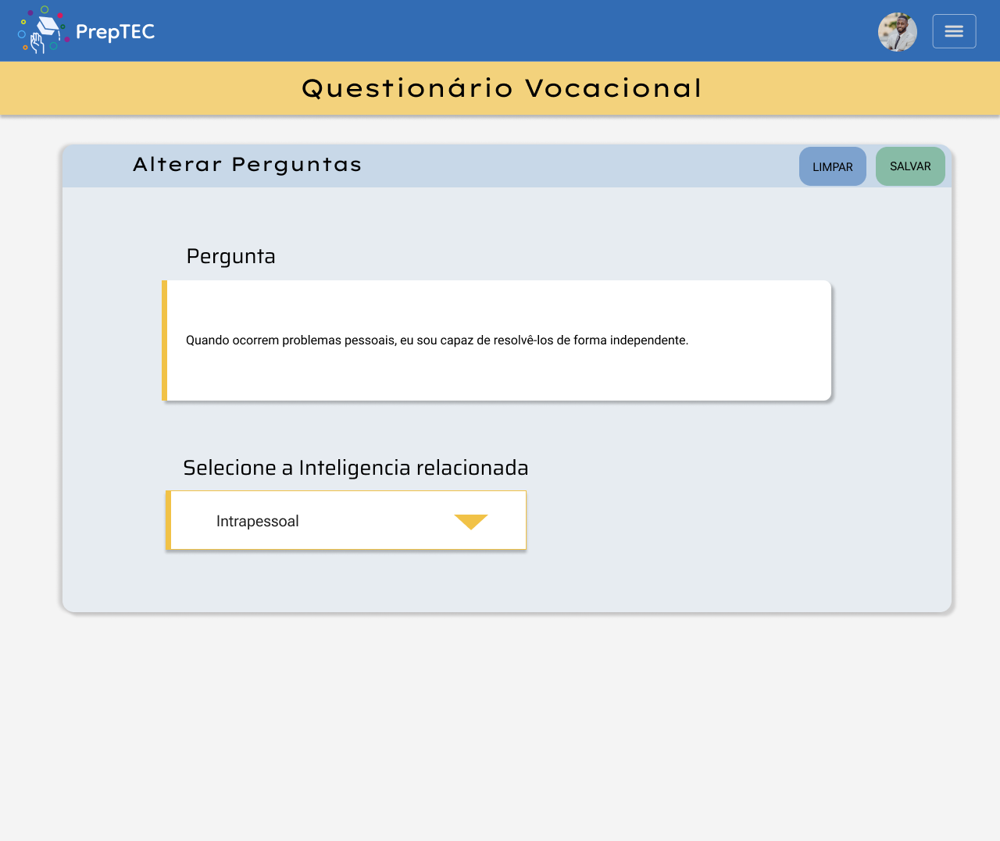 PrepTEC
Questionário Vocacional
Alterar Perguntas
LIMPAR
SALVAR
Pergunta
Quando ocorrem problemas pessoais, eu sou capaz de resolvê-los de forma independente.
Selecione a Inteligencia relacionada
Intrapessoal